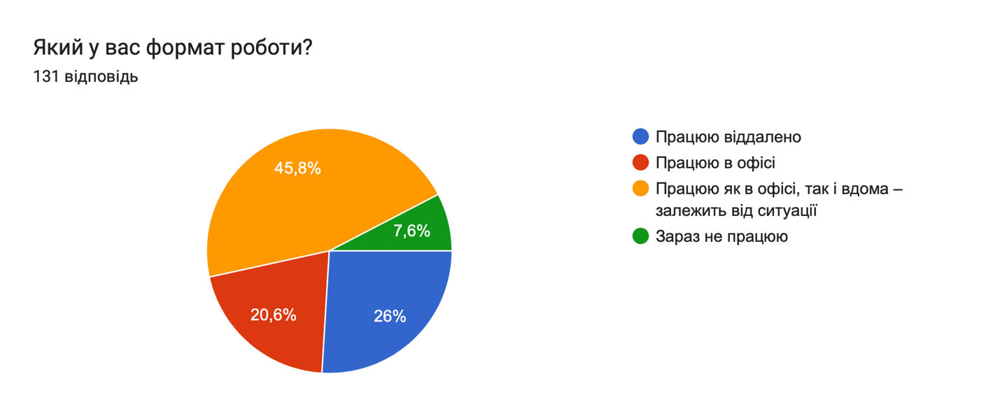 Який у вас формат роботи?
131 відповідь
45,8%
7,6%
20,6%
26%
Працюю віддалено
Працюю в офісі
Працюю як в офісі, так і вдома –
залежить від ситуації
Зараз не працюю